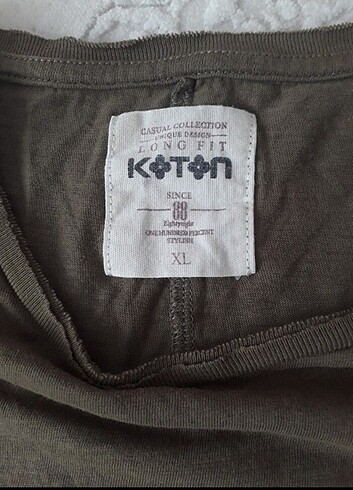 CASUAL COLLECTION
UNIQUE DESIGN
LONG FIT
KOTON
SINCE
88
Eightyeight
ONE HUNDRED PERCENT
STYLISH
XL